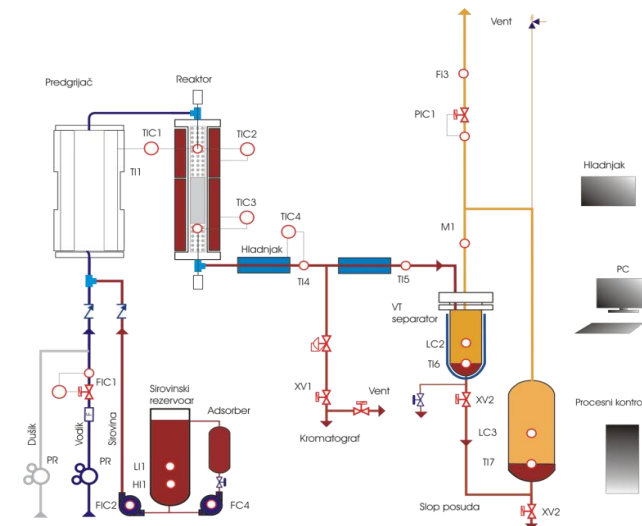 Vent
Fi3
Predgrijač
Reaktor
PIC1
TIC1
TIC2
TI1
Hladnjak
TIC3
TIC4
M1
Hladnjak
PC
TI4
TI5
VT
separator
LC2
TI6
FIC1
Sirovinski
rezervoar
XV1
Vent
XV2
Procesni kontro
Adsorber
Dušik
Vodik
Sirovina
F
Kromatograf
LC3
PR
PR
LI1
TI7
HI1
FIC2
FC4
Slop posuda
XV2